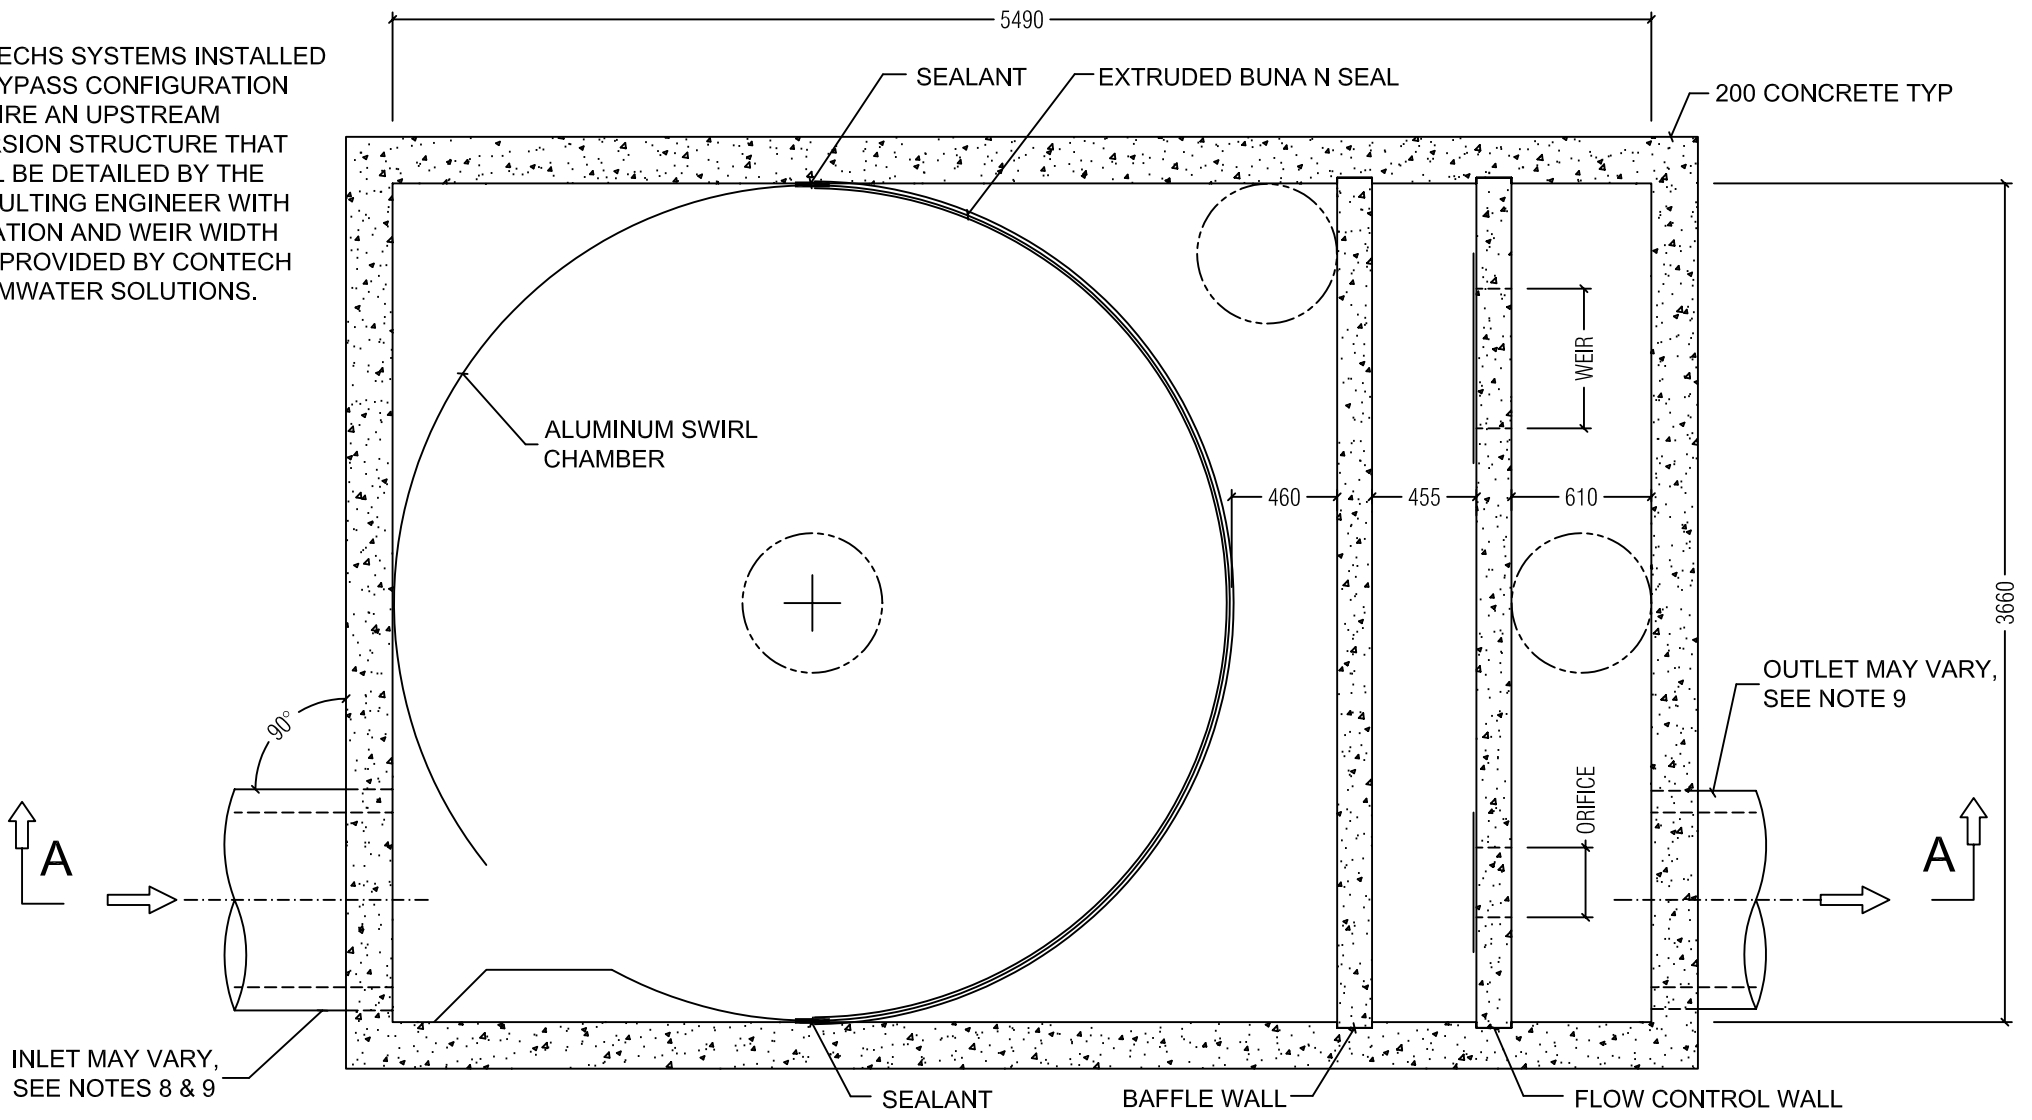 5490
ECHS SYSTEMS INSTALLED
YPASS CONFIGURATION
IRE AN UPSTREAM
SION STRUCTURE THAT
L BE DETAILED BY THE
ULTING ENGINEER WITH
ATION AND WEIR WIDTH
PROVIDED BY CONTECH
MWATER SOLUTIONS.
SEALANT
EXTRUDED BUNA N SEAL
200 CONCRETE TYP
WEIR
ALUMINUM SWIRL
CHAMBER
460
455
610
3660
OUTLET MAY VARY,
SEE NOTE 9
90°
ORIFICE
A
A
INLET MAY VARY,
SEE NOTES 8 & 9
SEALANT
BAFFLE WALL
FLOW CONTROL WALL